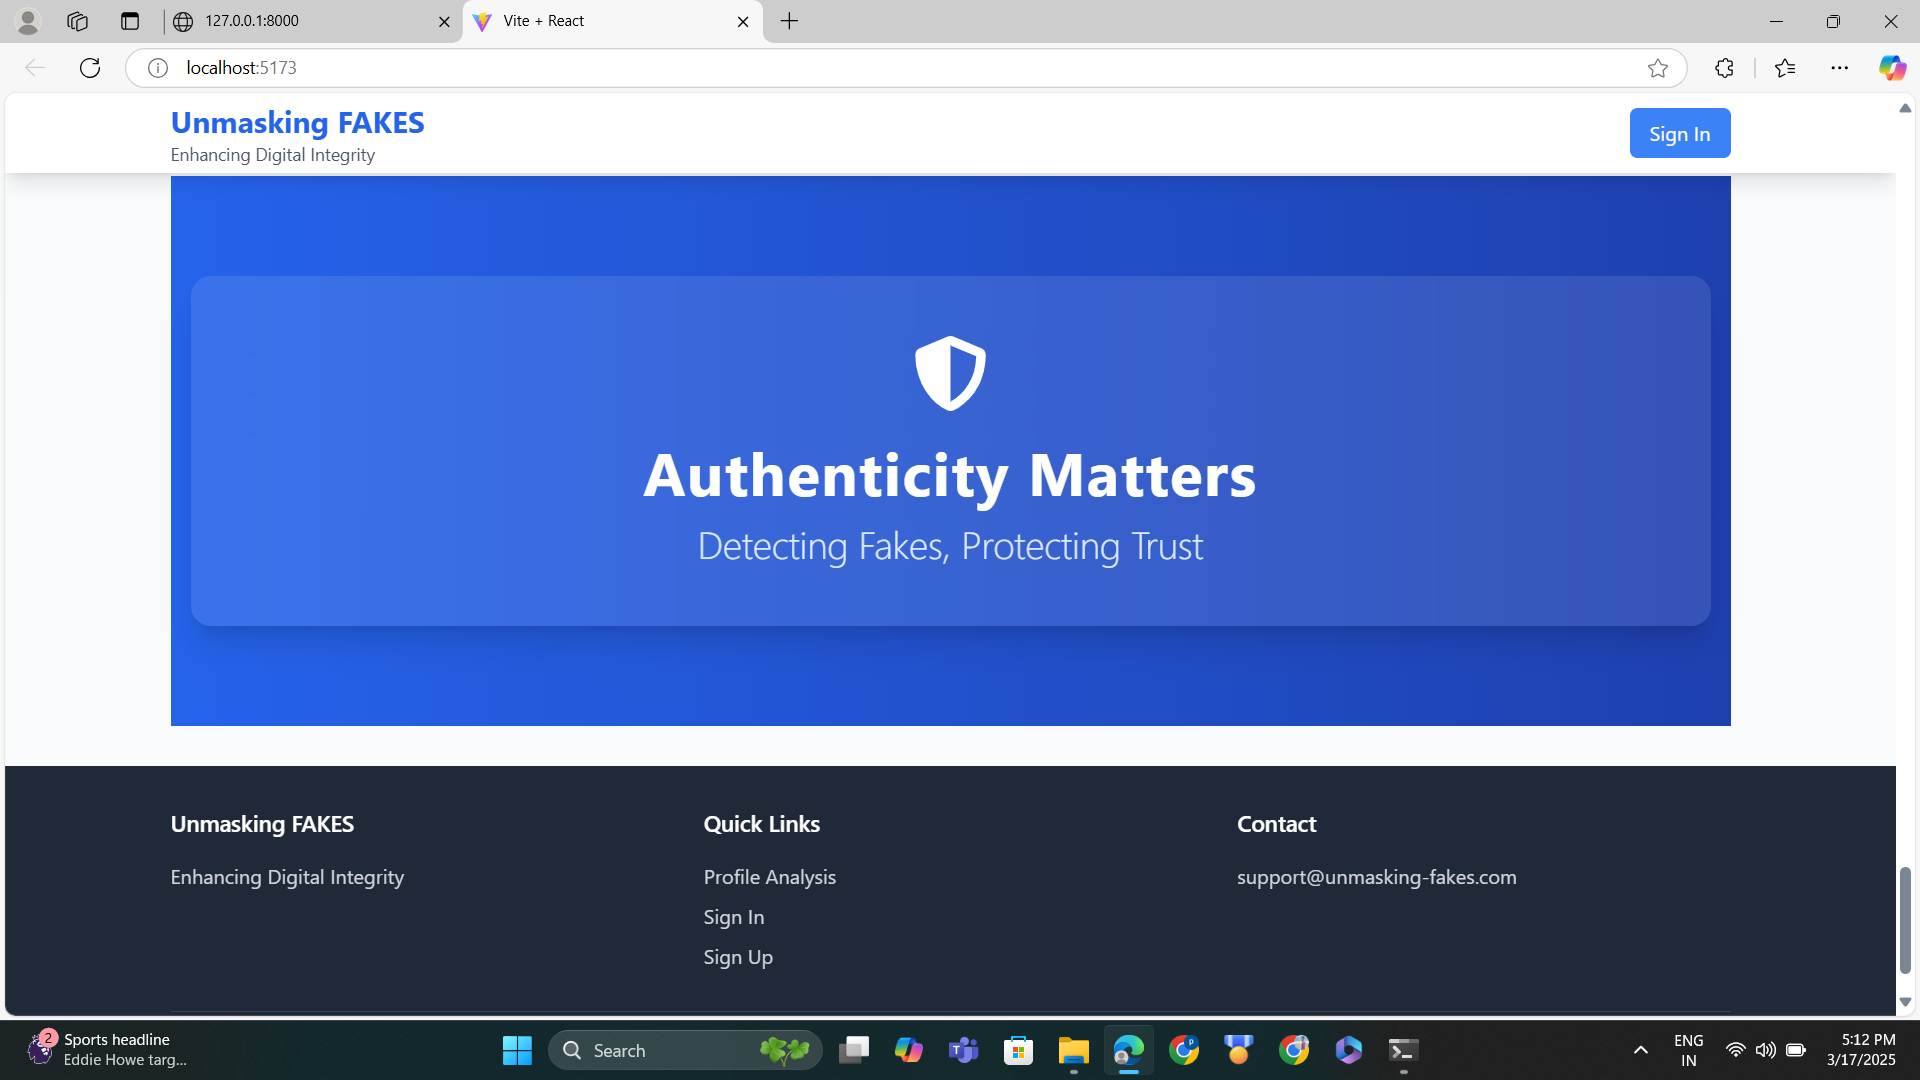 127.0.0.1:8000
Vite + React
localhost:5173
Unmasking FAKES
Enhancing Digital Integrity
Sign In
Authenticity Matters
Detecting Fakes, Protecting Trust
Unmasking FAKES
Enhancing Digital Integrity
Quick Links
Profile Analysis
Sign In
Sign Up
Contact
support@unmasking-fakes.com
2
Sports headline
Eddie Howe targ...
Search
ENG
IN
5:12 PM
3/17/2025